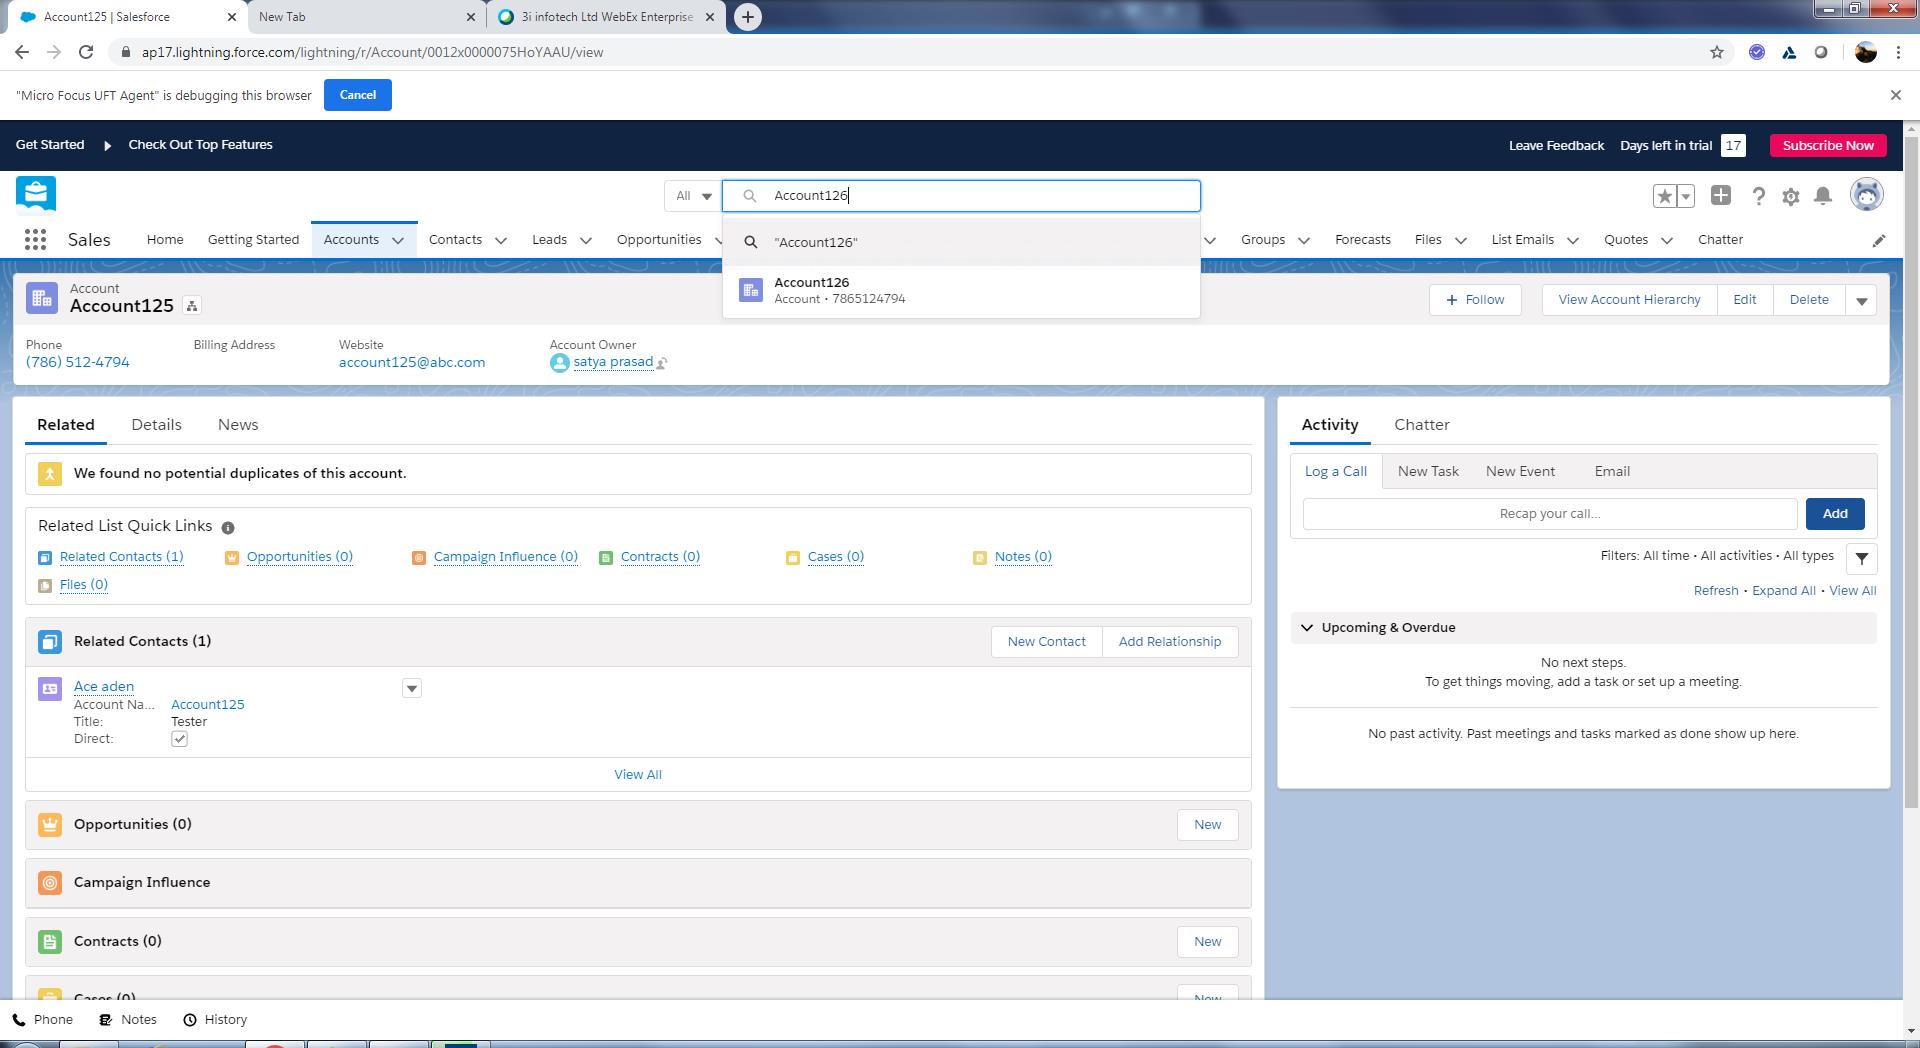 Account125 | Salesforce
New Tab
3i infotech Ltd WebEx Enterprise
ap17.lightning.force.com/lightning/r/Account/0012x0000075HoYAAU/view
"Micro Focus UFT Agent" is debugging this browser
Cancel
Get Started
Check Out Top Features
Leave Feedback
Days left in trial 17
Subscribe Now
All
Account126
Sales
Home
Getting Started
Accounts
Contacts
Leads
Opportunities
Groups
Forecasts
Files
List Emails
Quotes
Chatter
"Account126"
Account126
Account • 7865124794
Account
Account125
+ Follow
View Account Hierarchy
Edit
Delete
Phone
(786) 512-4794
Billing Address
Website
account125@abc.com
Account Owner
satya prasad
Related
Details
News
We found no potential duplicates of this account.
Related List Quick Links
Related Contacts (1)
Opportunities (0)
Campaign Influence (0)
Contracts (0)
Cases (0)
Notes (0)
Files (0)
Related Contacts (1)
New Contact
Add Relationship
Ace aden
Account Na... Account125
Title: Tester
Direct:
View All
Opportunities (0)
New
Campaign Influence
Contracts (0)
New
Cases (0)
New
Activity
Chatter
Log a Call
New Task
New Event
Email
Recap your call...
Add
Filters: All time • All activities • All types
Refresh • Expand All • View All
Upcoming & Overdue
No next steps.
To get things moving, add a task or set up a meeting.
No past activity. Past meetings and tasks marked as done show up here.
Phone
Notes
History